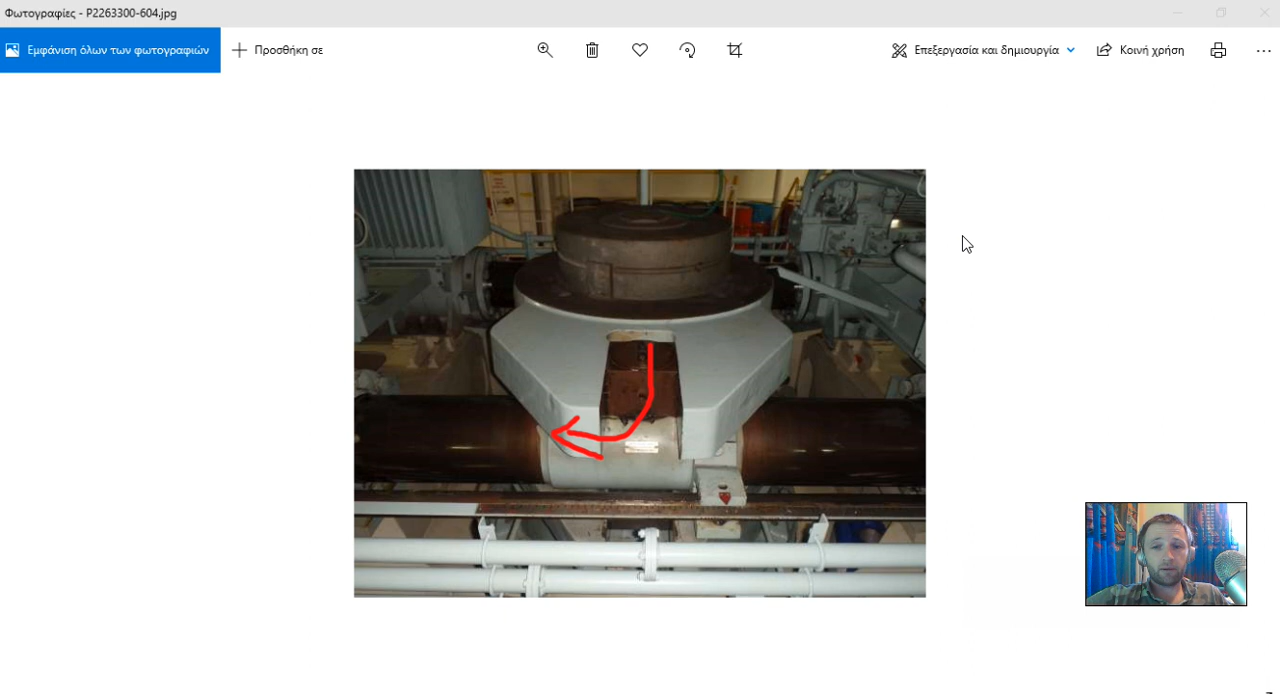 Φωτογραφίες - P2263300-604.jpg
Εμφάνιση όλων των φωτογραφιών
Προσθήκη σε
Επεξεργασία και δημιουργία
Κοινή χρήση